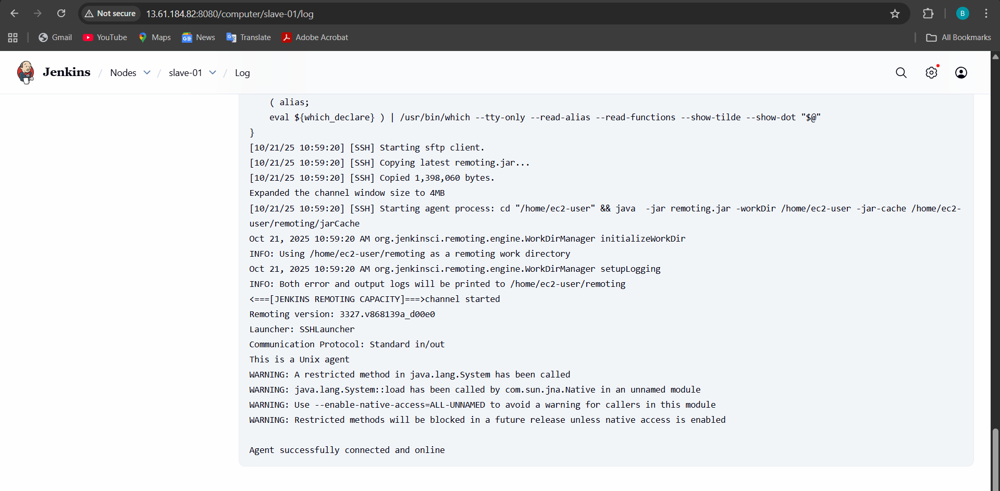 Not secure 13.61.184.82:8080/computer/slave-01/log B
Gmail YouTube Maps News Translate Adobe Acrobat All Bookmarks
Jenkins / Nodes / slave-01 / Log
( alias;
eval ${which_declare} ) | /usr/bin/which --tty-only --read-alias --read-functions --show-tilde --show-dot "$@"
}
[10/21/25 10:59:20] [SSH] Starting sftp client.
[10/21/25 10:59:20] [SSH] Copying latest remoting.jar...
[10/21/25 10:59:20] [SSH] Copied 1,398,060 bytes.
Expanded the channel window size to 4MB
[10/21/25 10:59:20] [SSH] Starting agent process: cd "/home/ec2-user" && java  -jar remoting.jar -workDir /home/ec2-user -jar-cache /home/ec2-
user/remoting/jarCache
Oct 21, 2025 10:59:20 AM org.jenkinsci.remoting.engine.WorkDirManager initializeWorkDir
INFO: Using /home/ec2-user/remoting as a remoting work directory
Oct 21, 2025 10:59:20 AM org.jenkinsci.remoting.engine.WorkDirManager setupLogging
INFO: Both error and output logs will be printed to /home/ec2-user/remoting
<===[JENKINS REMOTING CAPACITY]===>channel started
Remoting version: 3327.v868139a_d00e0
Launcher: SSHLauncher
Communication Protocol: Standard in/out
This is a Unix agent
WARNING: A restricted method in java.lang.System has been called
WARNING: java.lang.System::load has been called by com.sun.jna.Native in an unnamed module
WARNING: Use --enable-native-access=ALL-UNNAMED to avoid a warning for callers in this module
WARNING: Restricted methods will be blocked in a future release unless native access is enabled
Agent successfully connected and online